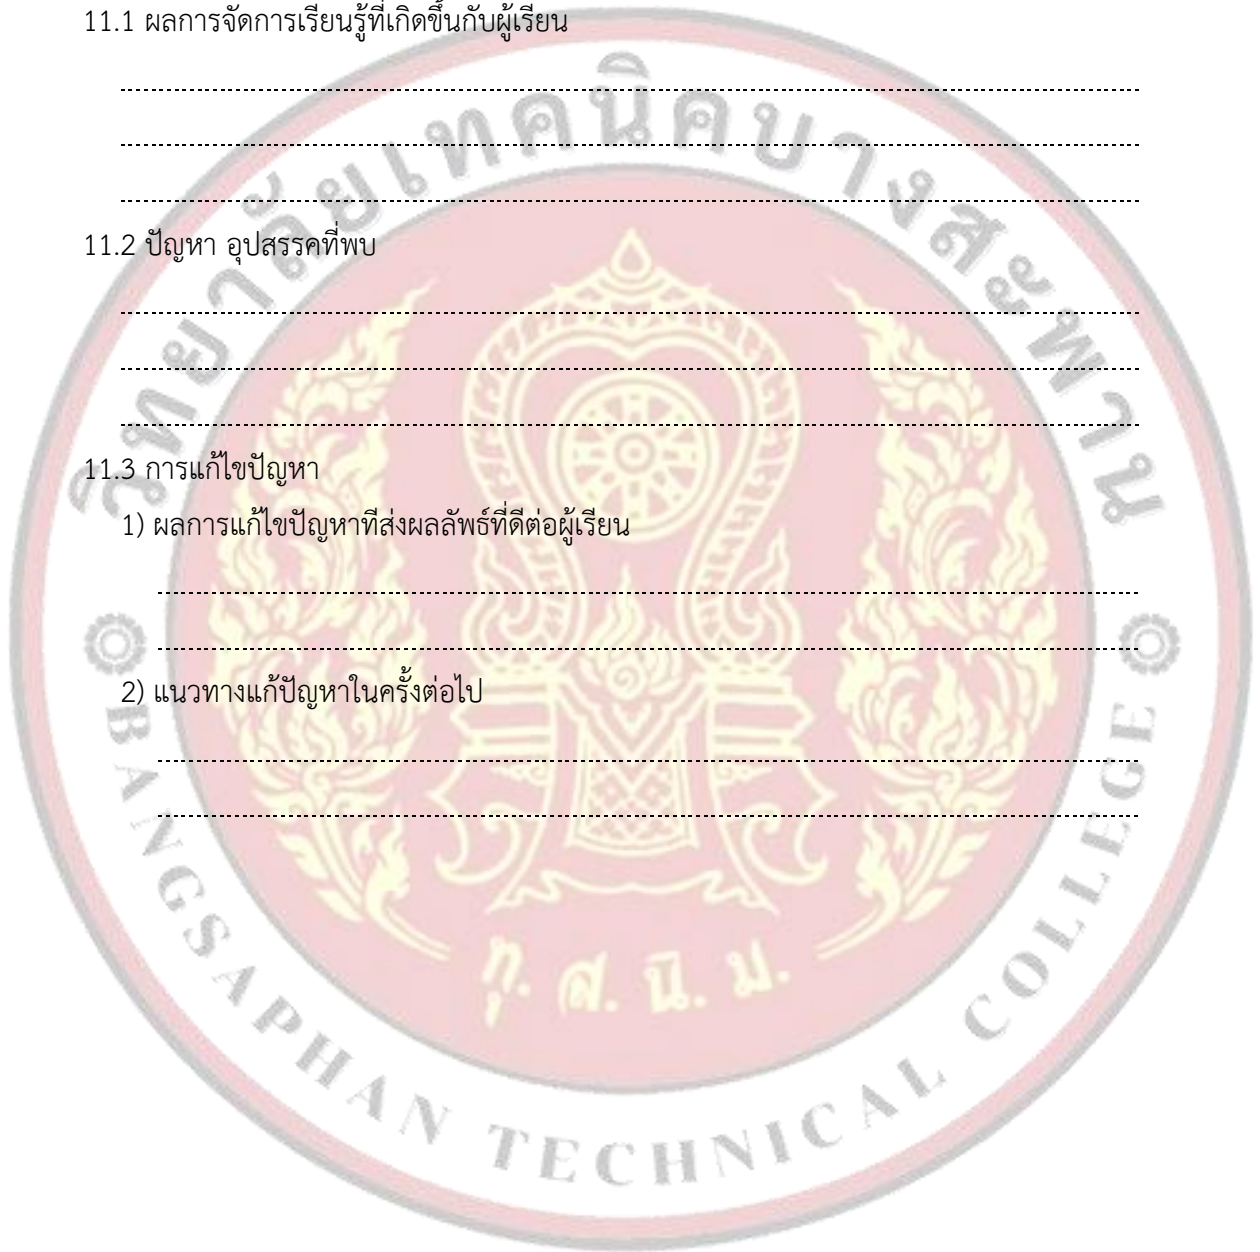 11.1 ผลการจัดการเรียนรู้ที่เกิดขึ้นกับผู้เรียน
11.2 ปัญหา อุปสรรคที่พบ
11.3 การแก้ไขปัญหา
1) ผลการแก้ไขปัญหาทีส่งผลลัพธ์ที่ดีต่อผู้เรียน
2) แนวทางแก้ปัญหาในครั้งต่อไป
วิทยาลัยเทคนิคบางสะพาน
ทุ. ส. นิ. ม.
BANGSAPHAN TECHNICAL COLLEGE